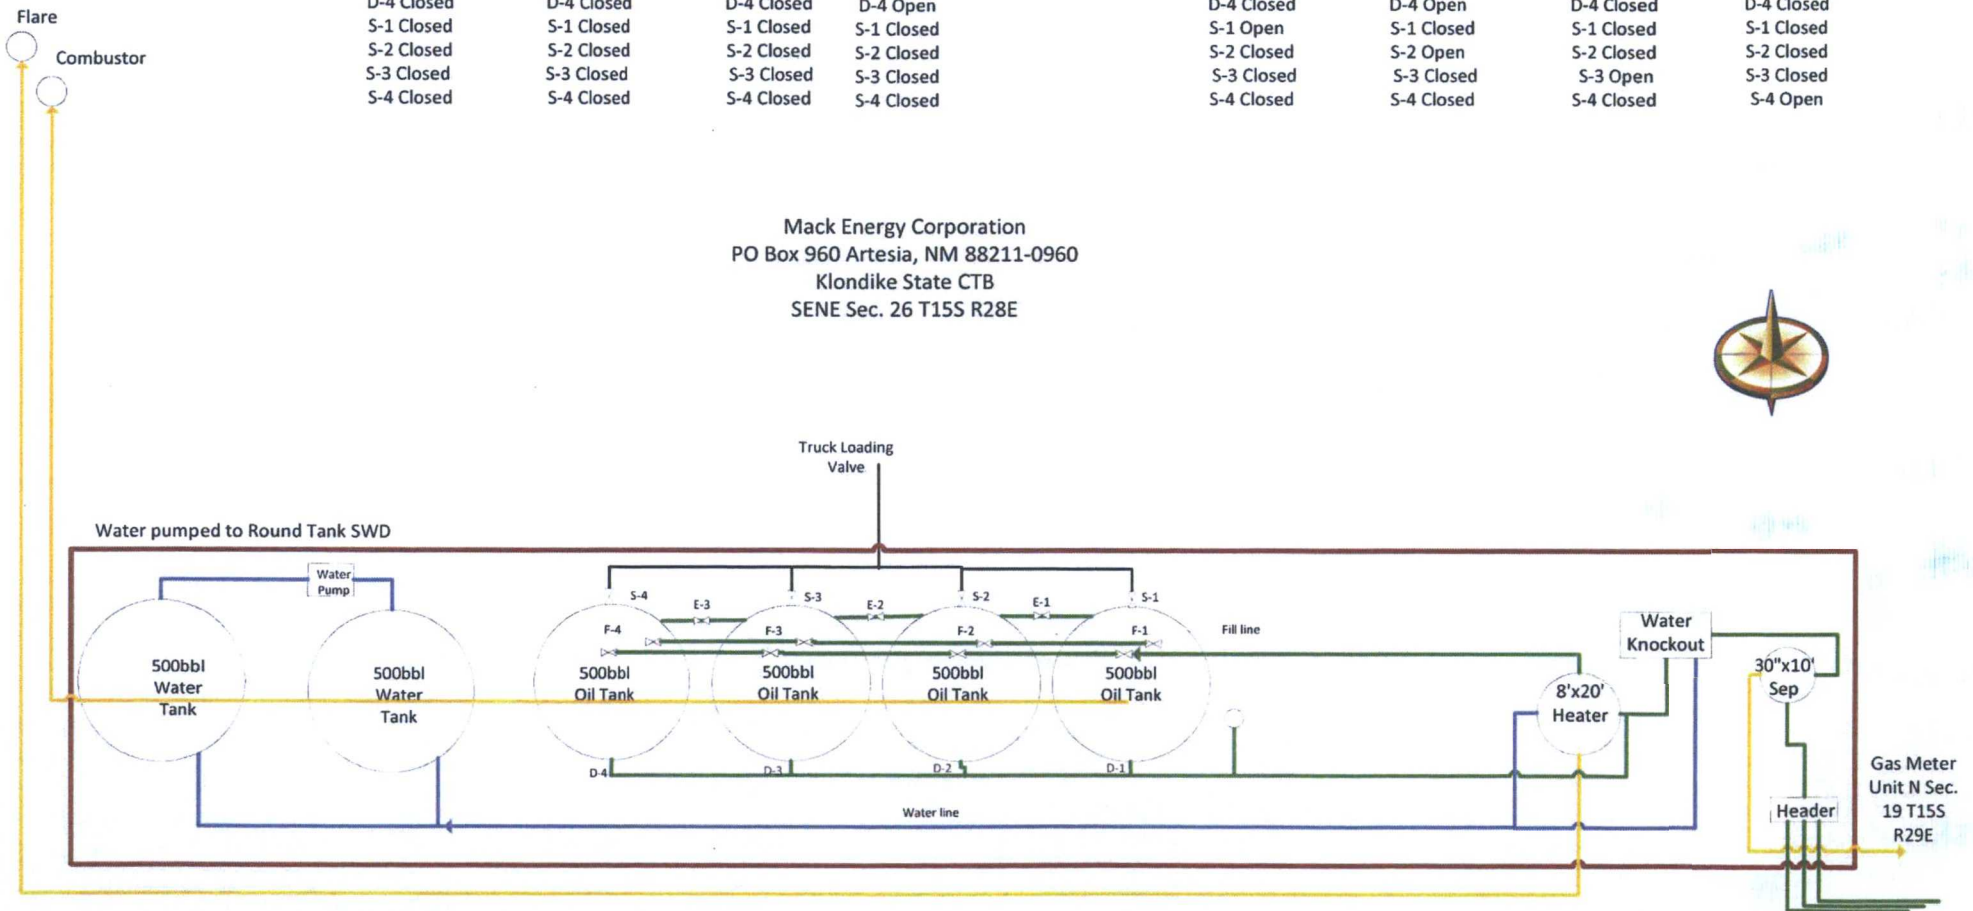 Flare
Combustor
D-4 Closed
S-1 Closed
S-2 Closed
S-3 Closed
S-4 Closed
D-4 Closed
S-1 Closed
S-2 Closed
S-3 Closed
S-4 Closed
D-4 Closed
S-1 Closed
S-2 Closed
S-3 Closed
S-4 Closed
D-4 Open
S-1 Closed
S-2 Closed
S-3 Closed
S-4 Closed
D-4 Closed
S-1 Open
S-2 Closed
S-3 Closed
S-4 Closed
D-4 Open
S-1 Closed
S-2 Open
S-3 Closed
S-4 Closed
D-4 Closed
S-1 Closed
S-2 Closed
S-3 Open
S-4 Closed
D-4 Closed
S-1 Closed
S-2 Closed
S-3 Closed
S-4 Open
Mack Energy Corporation
PO Box 960 Artesia, NM 88211-0960
Klondike State CTB
SENE Sec. 26 T15S R28E
Truck Loading
Valve
Water pumped to Round Tank SWD
Water
Pump
S-4
E-3
S-3
E-2
S-2
E-1
S-1
F-4
F-3
F-2
F-1
Fill line
500bbl
Water
Tank
500bbl
Water
Tank
500bbl
Oil Tank
500bbl
Oil Tank
500bbl
Oil Tank
500bbl
Oil Tank
Water
Knockout
30"x10'
Sep
8'x20'
Heater
D-4
D-3
D-2
D-1
Water line
Header
Gas Meter
Unit N Sec.
19 T15S
R29E